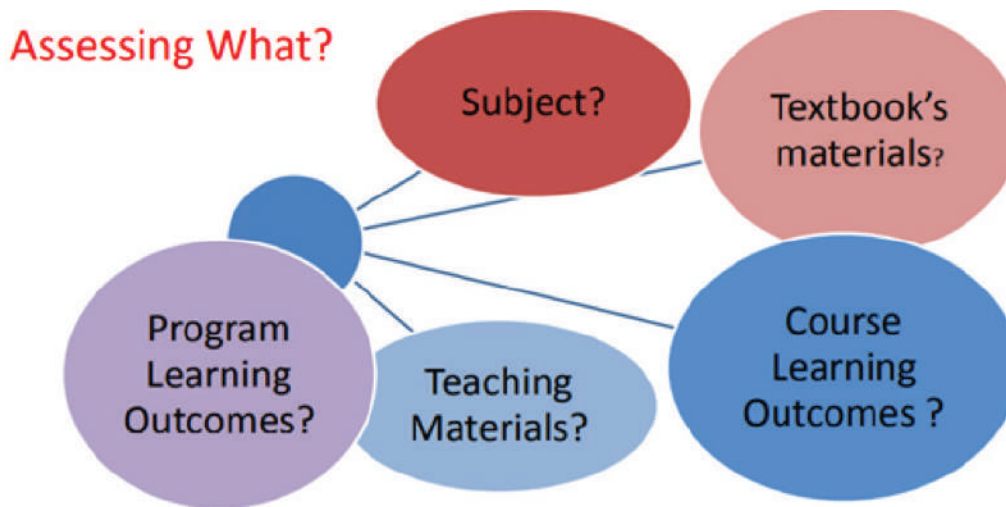 Assessing What?
Subject?
Textbook's
materials?
Program
Learning
Outcomes?
Teaching
Materials?
Course
Learning
Outcomes ?